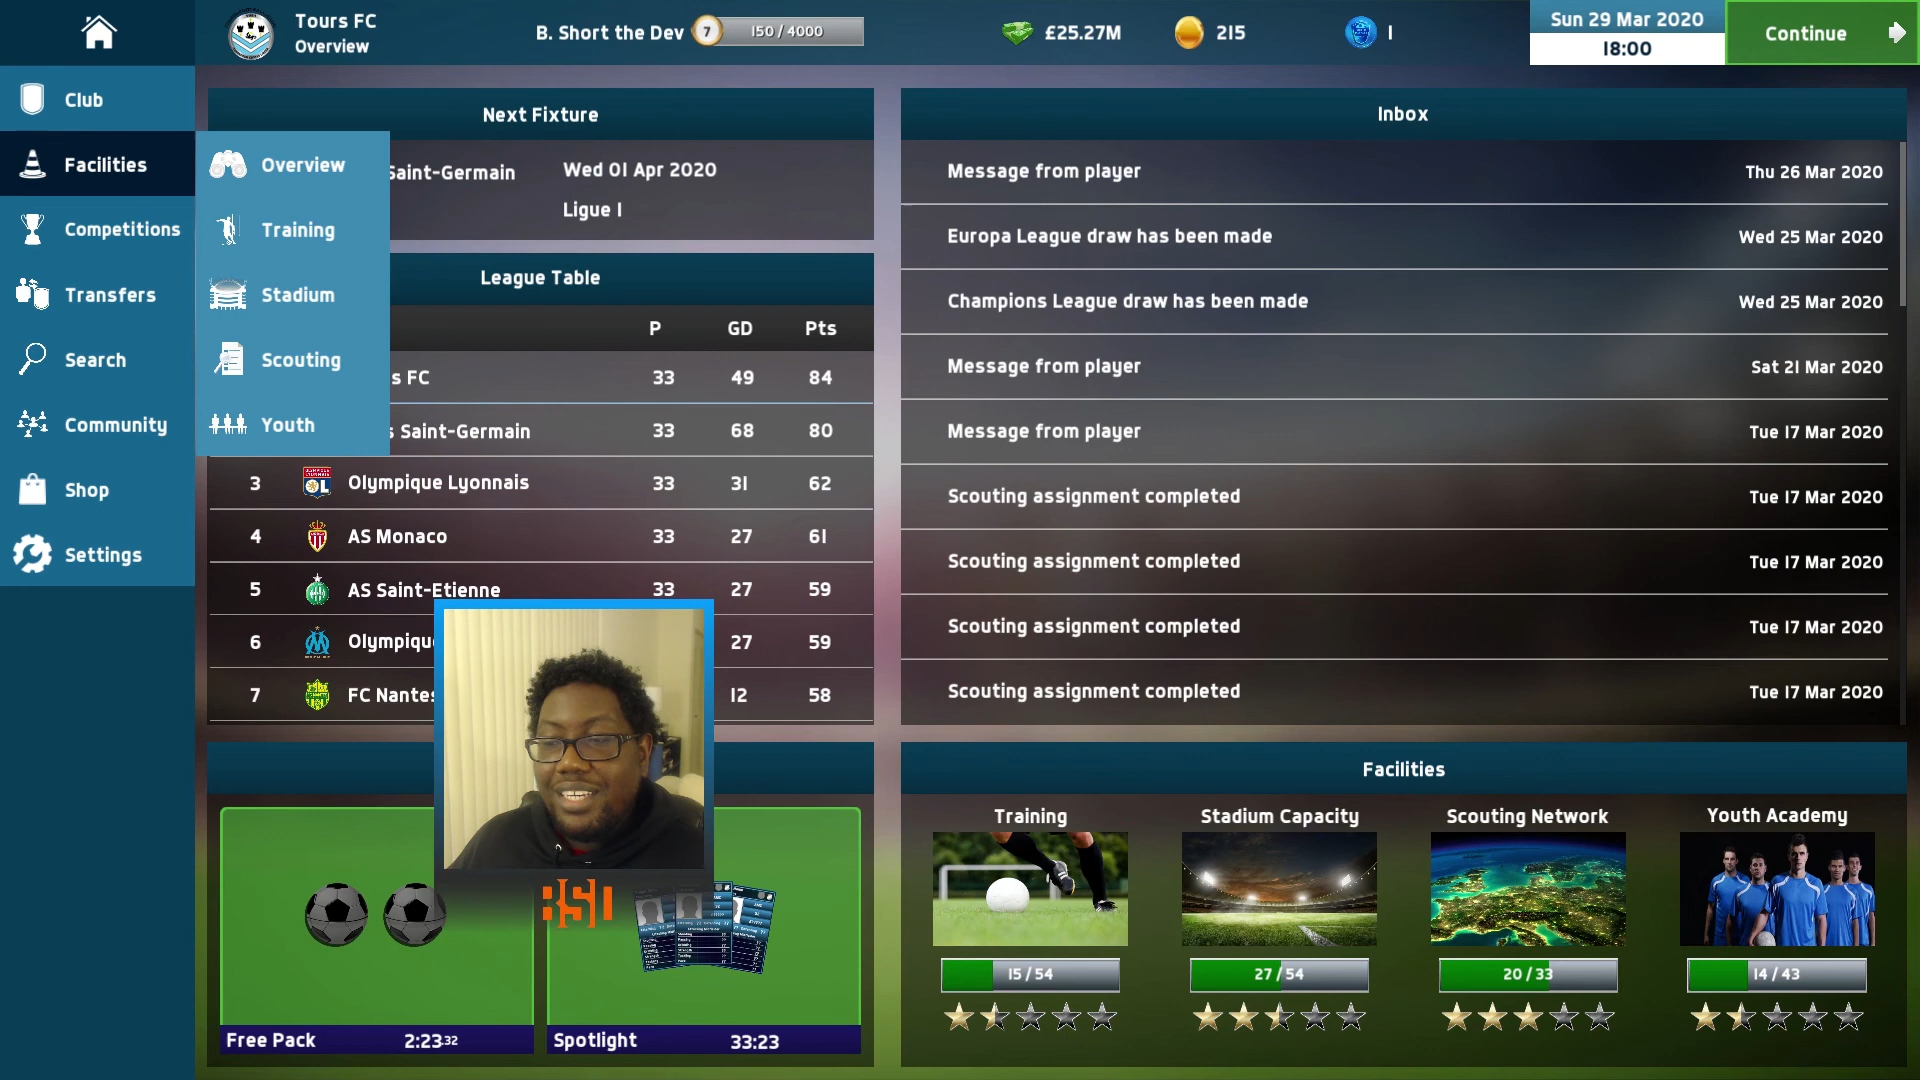 Tours FC
Overview
B. Short the Dev
7
150 / 4000
£25.27M
215
1
Sun 29 Mar 2020
18:00
Continue
Club
Facilities
Competitions
Transfers
Search
Community
Shop
Settings
Overview
Training
Stadium
Scouting
Youth
Next Fixture
Saint-Germain
Wed 01 Apr 2020
Ligue 1
League Table
P GD Pts
s FC 33 49 84
s Saint-Germain 33 68 80
3 Olympique Lyonnais 33 31 62
4 AS Monaco 33 27 61
5 AS Saint-Etienne 33 27 59
6 Olympiqu 27 59
7 FC Nantes 12 58
Inbox
Message from player Thu 26 Mar 2020
Europa League draw has been made Wed 25 Mar 2020
Champions League draw has been made Wed 25 Mar 2020
Message from player Sat 21 Mar 2020
Message from player Tue 17 Mar 2020
Scouting assignment completed Tue 17 Mar 2020
Scouting assignment completed Tue 17 Mar 2020
Scouting assignment completed Tue 17 Mar 2020
Scouting assignment completed Tue 17 Mar 2020
BSD
Free Pack 2:23.32
Spotlight 33:23
Facilities
Training
Stadium Capacity
Scouting Network
Youth Academy
15 / 54
27 / 54
20 / 33
14 / 43